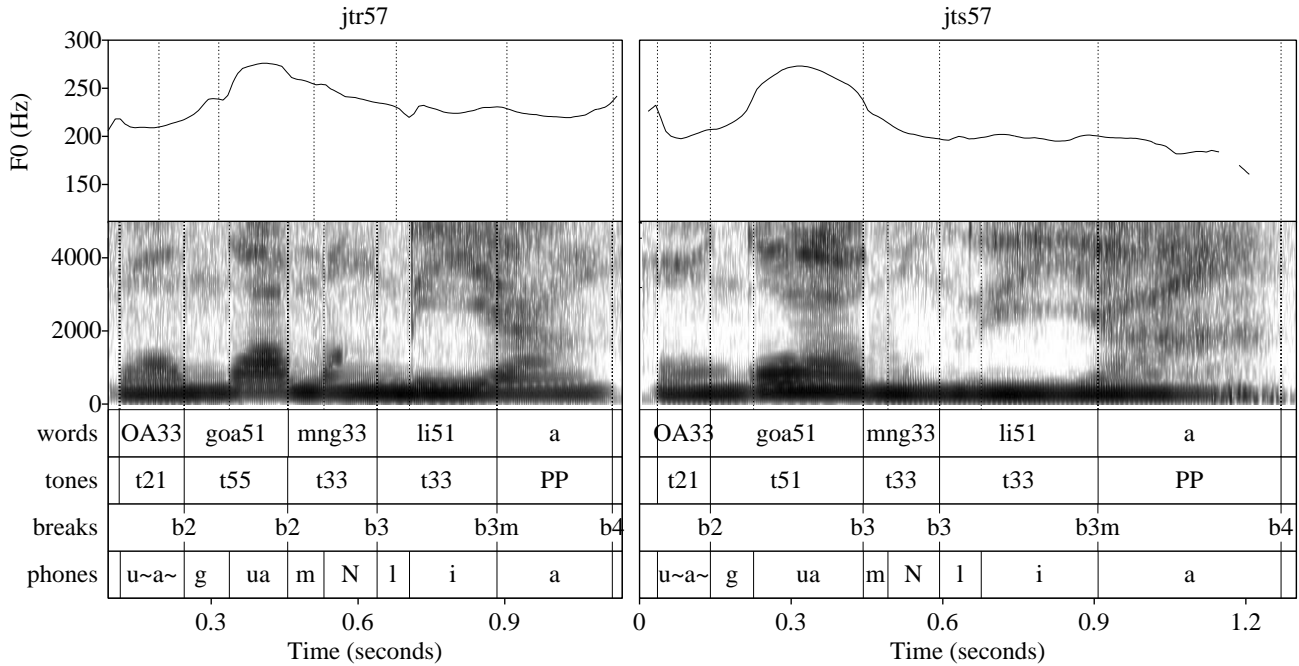 jtr57 jts57
300
250
200
150
F0 (Hz)
4000
2000
0
words OA33 goa51 mng33 li51 a OA33 goa51 mng33 li51 a
tones t21 t55 t33 t33 PP t21 t51 t33 t33 PP
breaks b2 b2 b3 b3m b4 b2 b3 b3 b3m b4
phones u~a~ g ua m N l i a u~a~ g ua m N l i a
0.3 0.6 0.9 0 0.3 0.6 0.9 1.2
Time (seconds) Time (seconds)